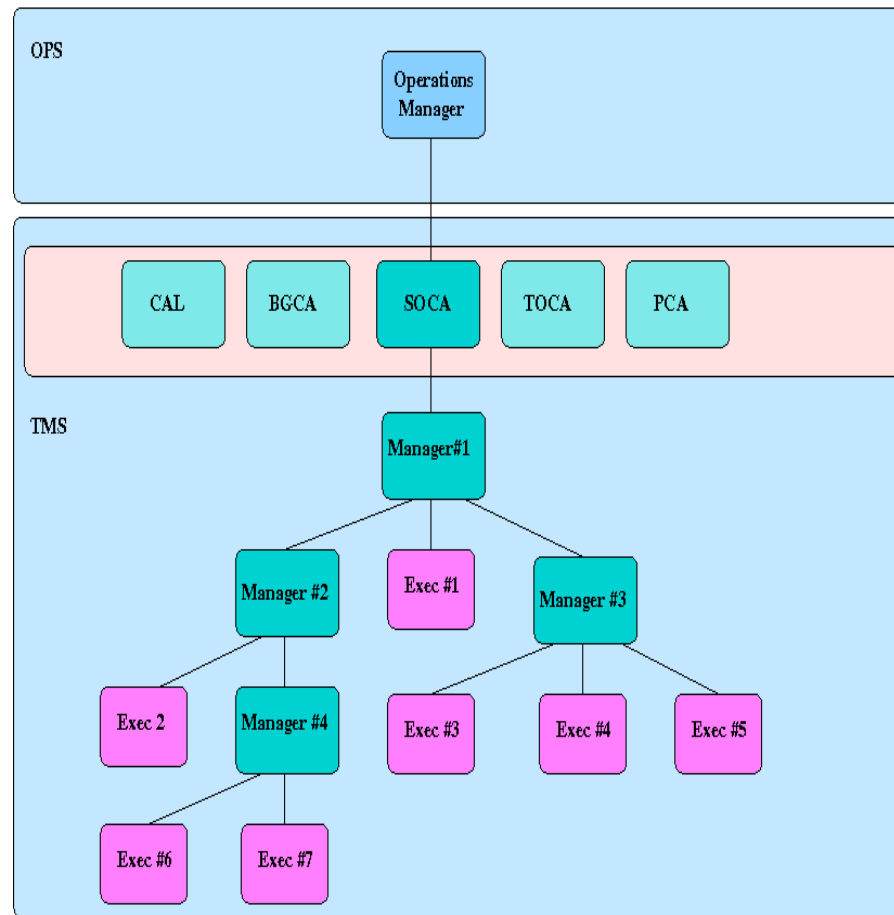 OPS
Operations
Manager
CAL
BGCA
SOCA
TOCA
PCA
TMS
Manager#1
Manager #2
Exec #1
Manager #3
Exec 2
Manager #4
Exec #3
Exec #4
Exec #5
Exec #6
Exec #7